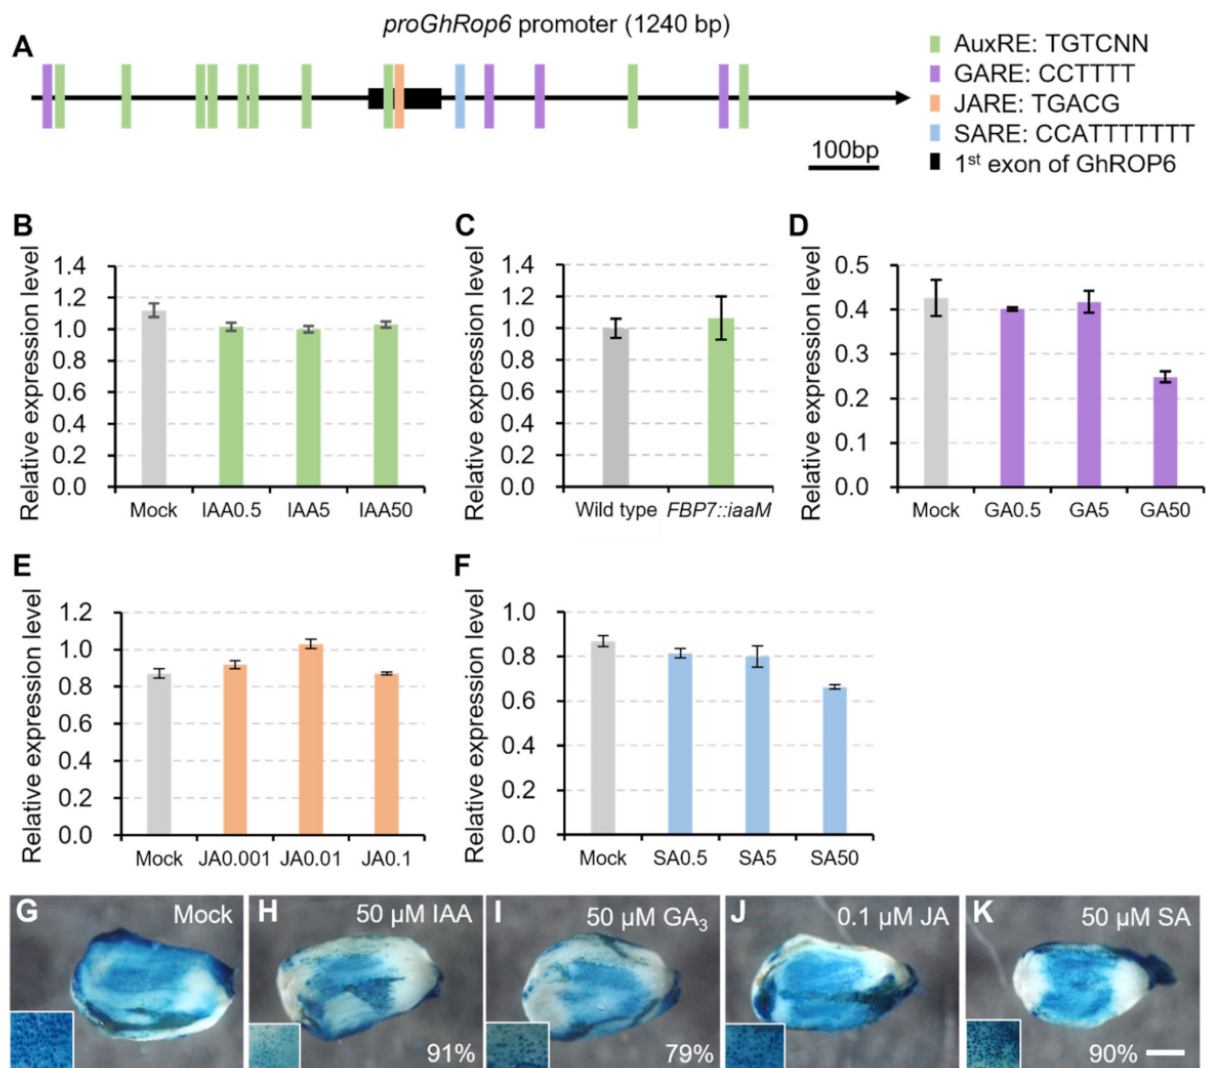 proGhRop6 promoter (1240 bp)
A
AuxRE: TGTCNN
GARE: CCTTTT
JARE: TGACG
SARE: CCATTTTTTT
1st exon of GhROP6
100bp
B
Relative expression level
1.4
1.2
1.0
0.8
0.6
0.4
0.2
0.0
Mock IAA0.5 IAA5 IAA50
C
Relative expression level
1.4
1.2
1.0
0.8
0.6
0.4
0.2
0.0
Wild type FBP7::iaaM
D
Relative expression level
0.5
0.4
0.3
0.2
0.1
0.0
Mock GA0.5 GA5 GA50
E
Relative expression level
1.2
1.0
0.8
0.6
0.4
0.2
0.0
Mock JA0.001 JA0.01 JA0.1
F
Relative expression level
1.0
0.8
0.6
0.4
0.2
0.0
Mock SA0.5 SA5 SA50
G Mock
H 50 µM IAA
91%
I 50 µM GA3
79%
J 0.1 µM JA
K 50 µM SA
90%